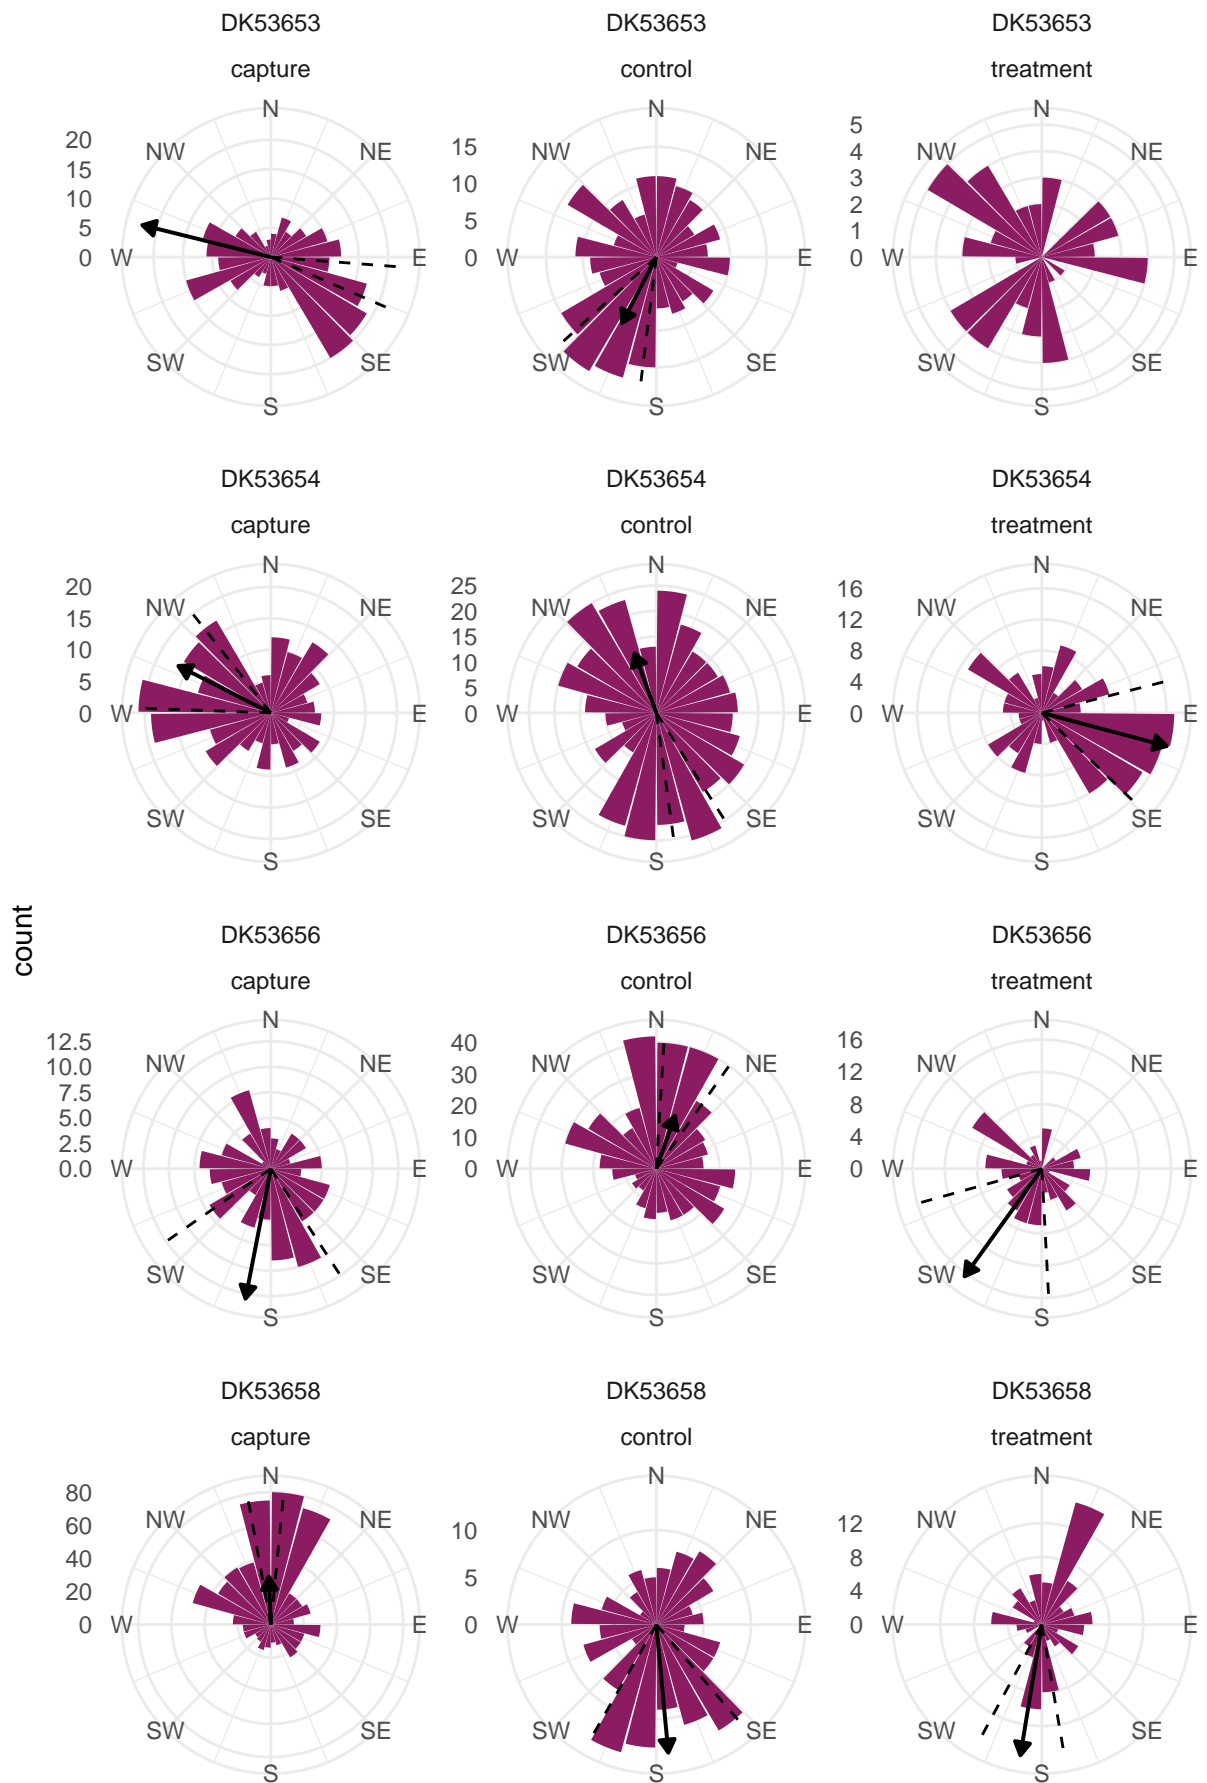 DK53653 DK53653 DK53653
capture control treatment
N N N
20 15 10 5 0 NW NE W E SW SE S
15 10 5 0 NW NE W E SW SE S
5 4 3 2 1 0 NW NE W E SW SE S
DK53654 DK53654 DK53654
capture control treatment
N N N
20 15 10 5 0 NW NE W E SW SE S
25 20 15 10 5 0 NW NE W E SW SE S
16 12 8 4 0 NW NE W E SW SE S
count
DK53656 DK53656 DK53656
capture control treatment
N N N
12.5 10.0 7.5 5.0 2.5 0.0 NW NE W E SW SE S
40 30 20 10 0 NW NE W E SW SE S
16 12 8 4 0 NW NE W E SW SE S
DK53658 DK53658 DK53658
capture control treatment
N N N
80 60 40 20 0 NW NE W E SW SE S
10 5 0 NW NE W E SW SE S
12 8 4 0 NW NE W E SW SE S